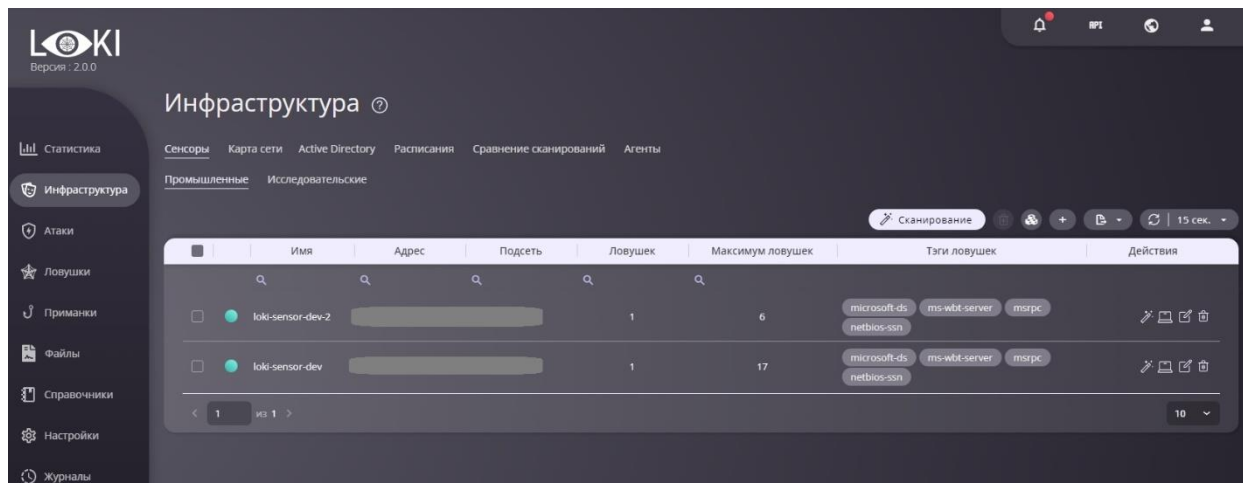 LOKI
Версия : 2.0.0
API
Инфраструктура
Сенсоры Карта сети Active Directory Расписания Сравнение сканирований Агенты
Промышленные Исследовательские
Статистика
Инфраструктура
Атаки
Ловушки
Приманки
Файлы
Справочники
Настройки
Журналы
Сканирование 15 сек.
Имя Адрес Подсеть Ловушек Максимум ловушек Тэги ловушек Действия
loki-sensor-dev-2 1 6 microsoft-ds ms-wbt-server msrpc
netbios-ssn
loki-sensor-dev 1 17 microsoft-ds ms-wbt-server msrpc
netbios-ssn
1 из 1 10